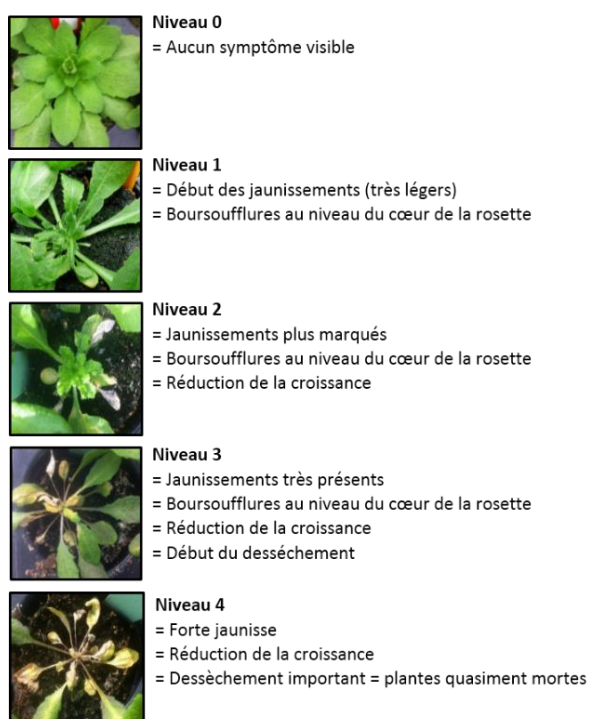 Niveau 0
= Aucun symptôme visible
Niveau 1
= Début des jaunissements (très légers)
= Boursoufflures au niveau du cœur de la rosette
Niveau 2
= Jaunissements plus marqués
= Boursoufflures au niveau du cœur de la rosette
= Réduction de la croissance
Niveau 3
= Jaunissements très présents
= Boursoufflures au niveau du cœur de la rosette
= Réduction de la croissance
= Début du desséchement
Niveau 4
= Forte jaunisse
= Réduction de la croissance
= Dessèchement important = plantes quasiment mortes